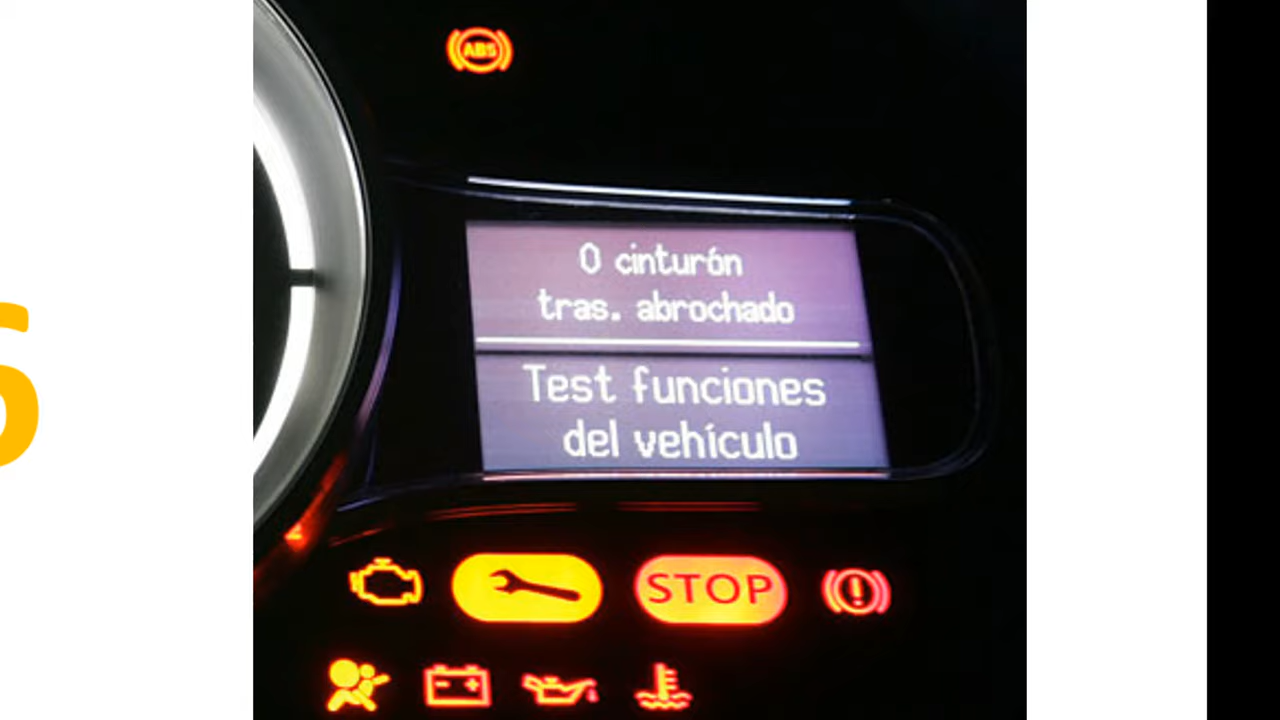 ABS
0 cinturón
tras. abrochado
Test funciones
del vehículo
STOP